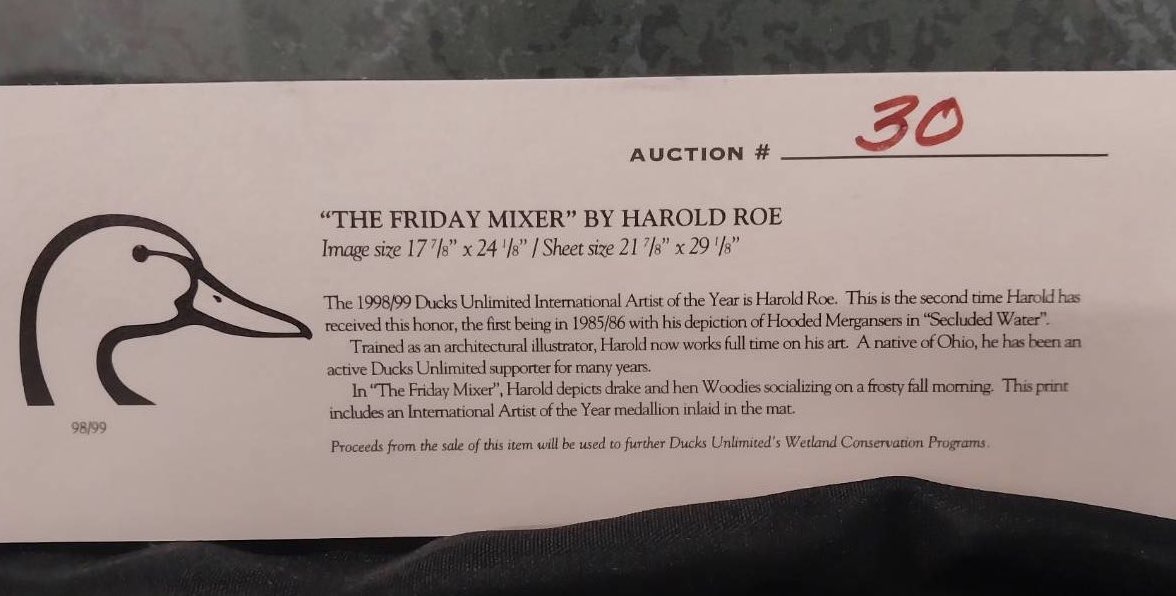 AUCTION # 30
“THE FRIDAY MIXER” BY HAROLD ROE
Image size 17 7/8” x 24 1/8” / Sheet size 21 7/8” x 29 1/8”
The 1998/99 Ducks Unlimited International Artist of the Year is Harold Roe. This is the second time Harold has
received this honor, the first being in 1985/86 with his depiction of Hooded Mergansers in “Secluded Water”.
Trained as an architectural illustrator, Harold now works full time on his art. A native of Ohio, he has been an
active Ducks Unlimited supporter for many years.
In “The Friday Mixer”, Harold depicts drake and hen Woodies socializing on a frosty fall morning. This print
includes an International Artist of the Year medallion inlaid in the mat.
98/99
Proceeds from the sale of this item will be used to further Ducks Unlimited's Wetland Conservation Programs.